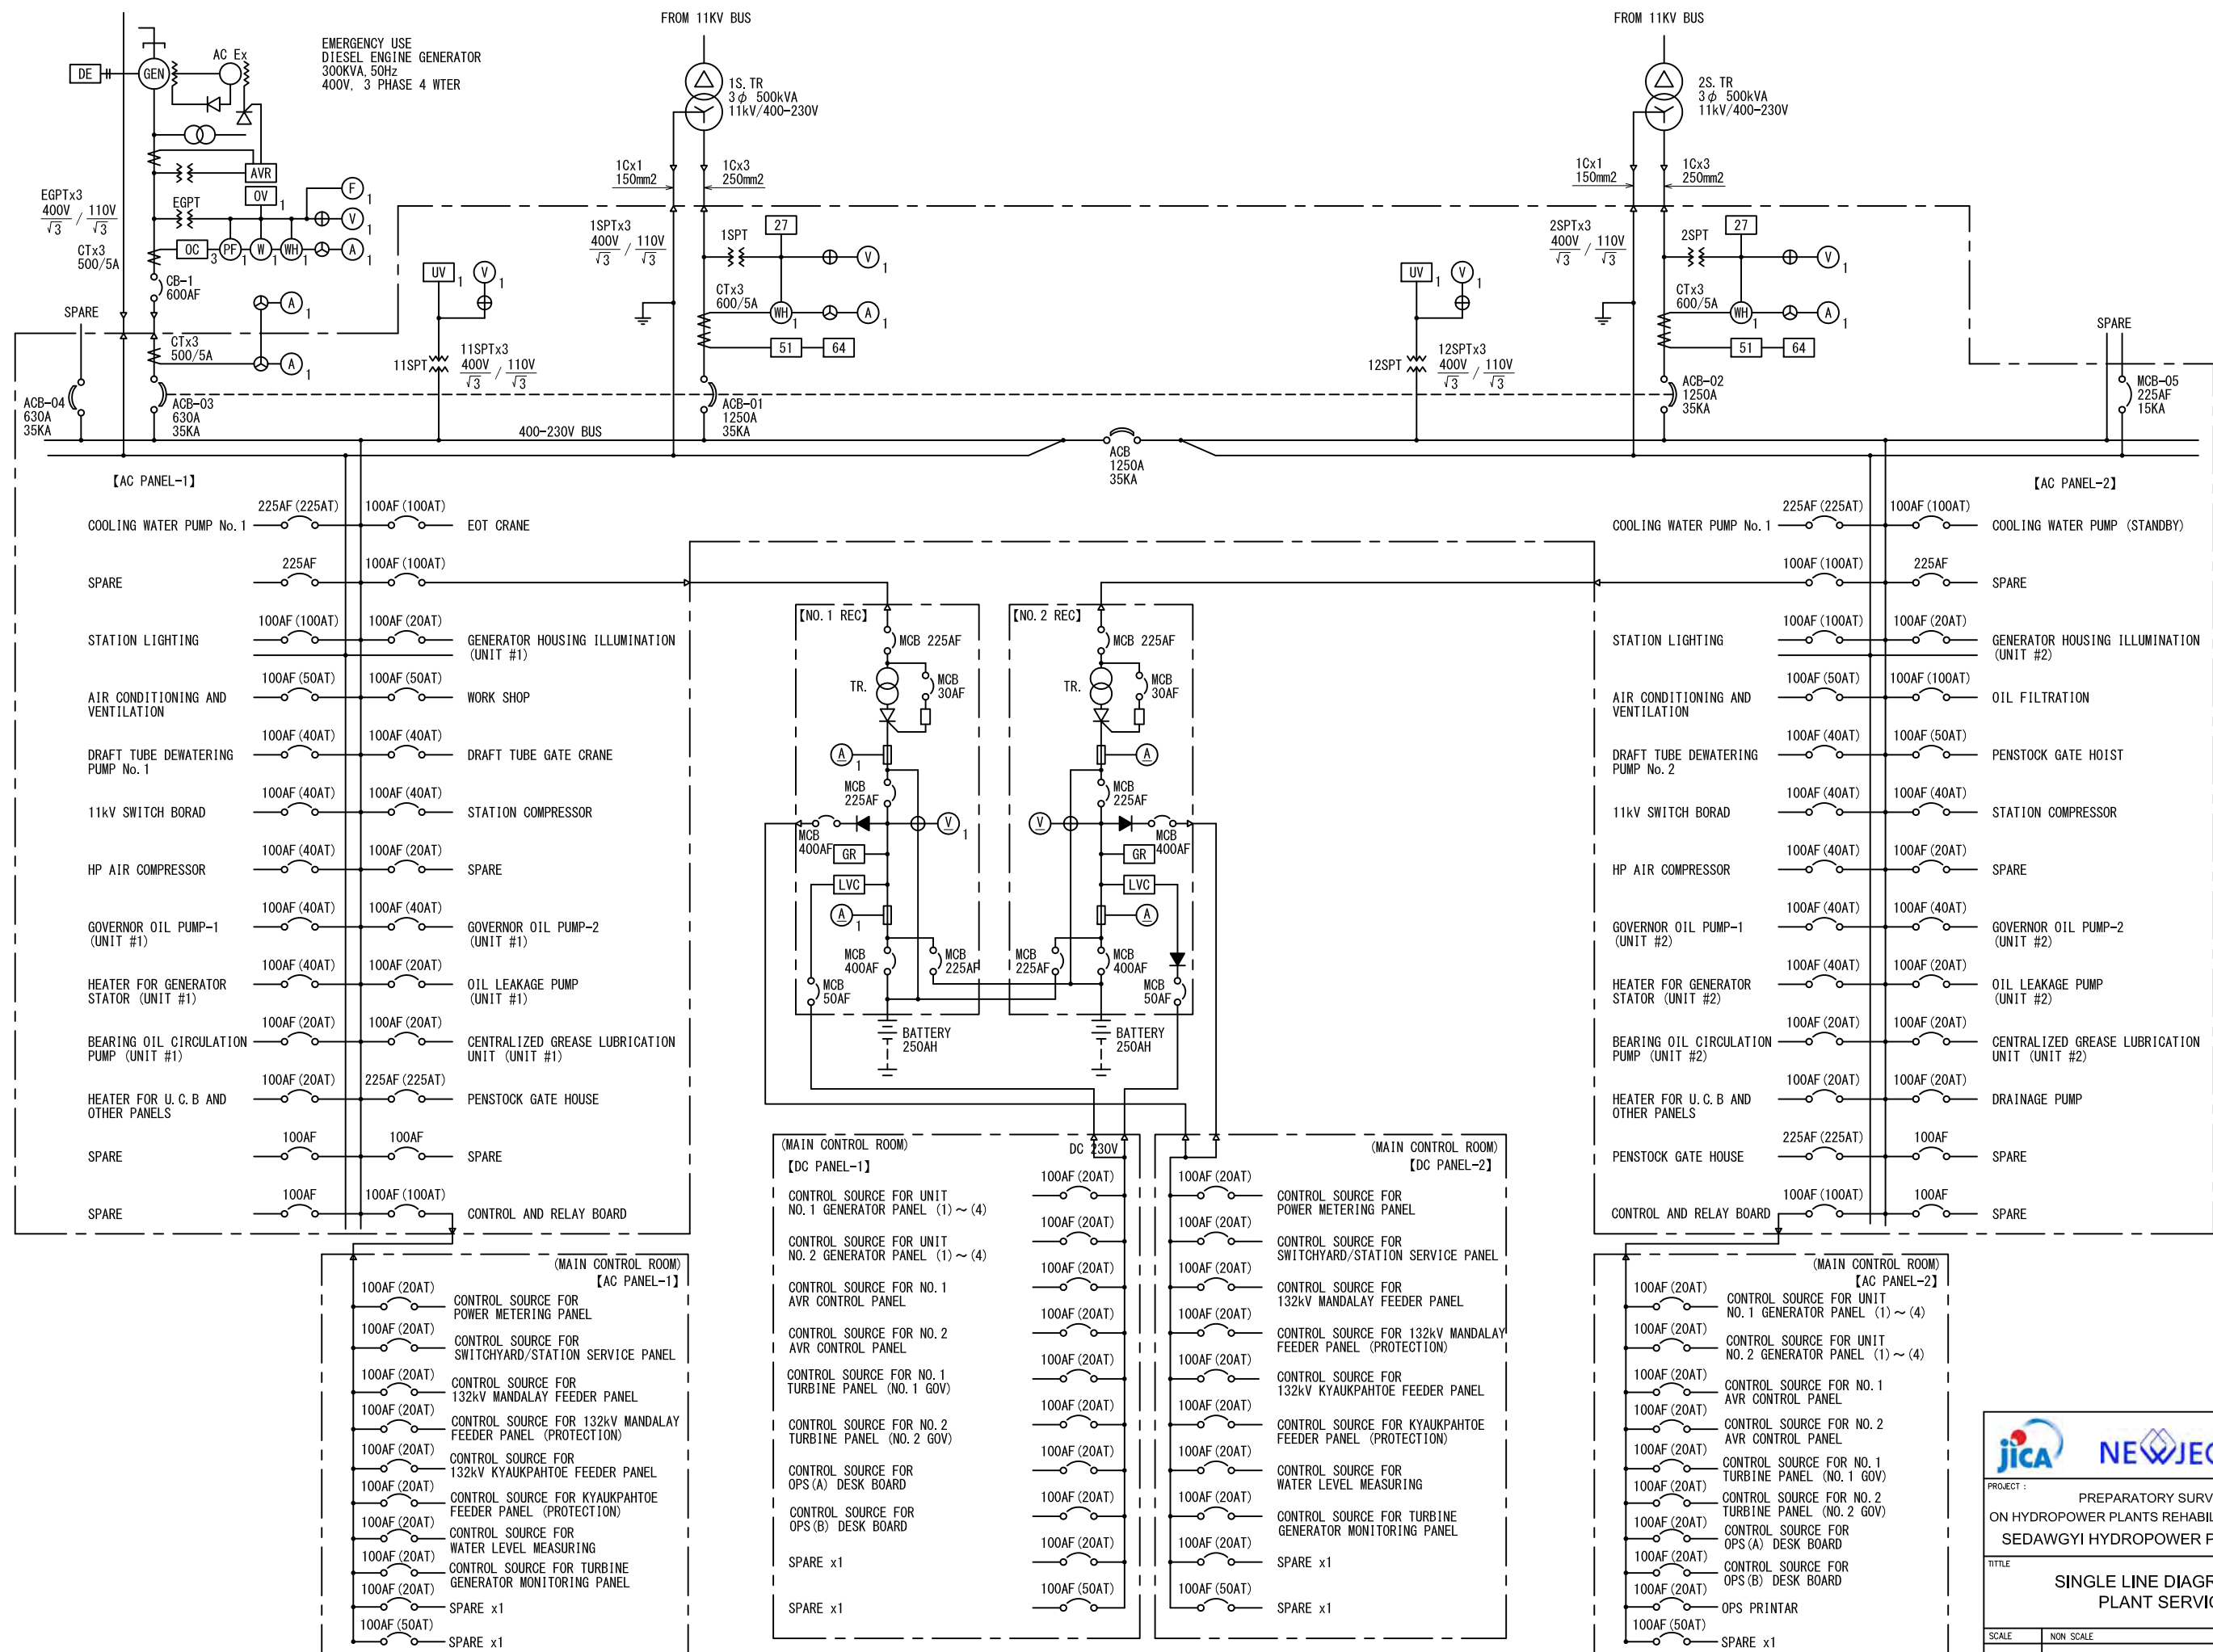 FROM 11KV BUS
FROM 11KV BUS
EMERGENCY USE
DIESEL ENGINE GENERATOR
300KVA, 50Hz
400V, 3 PHASE 4 WTER
DE
GEN
AC Ex
AVR
OV 1
F 1
V 1
EGPT
EGPTx3
400V/√3 / 110V/√3
OC 3
PF 1
W 1
WH 1
A 1
CTx3
500/5A
CB-1
600AF
A 1
SPARE
CTx3
500/5A
A 1
ACB-04
630A
35KA
ACB-03
630A
35KA
UV 1
V 1
11SPT
11SPTx3
400V/√3 / 110V/√3
1S.TR
3φ 500kVA
11kV/400-230V
1Cx1
150mm2
1Cx3
250mm2
1SPTx3
400V/√3 / 110V/√3
1SPT
27
V 1
CTx3
600/5A
WH 1
A 1
51
64
ACB-01
1250A
35KA
400-230V BUS
ACB
1250A
35KA
UV 1
V 1
12SPT
12SPTx3
400V/√3 / 110V/√3
2S.TR
3φ 500kVA
11kV/400-230V
1Cx1
150mm2
1Cx3
250mm2
2SPTx3
400V/√3 / 110V/√3
2SPT
27
V 1
CTx3
600/5A
WH 1
A 1
51
64
ACB-02
1250A
35KA
SPARE
MCB-05
225AF
15KA
【AC PANEL-1】
COOLING WATER PUMP No.1 225AF(225AT) 100AF(100AT) EOT CRANE
SPARE 225AF 100AF(100AT)
STATION LIGHTING 100AF(100AT) 100AF(20AT) GENERATOR HOUSING ILLUMINATION
(UNIT #1)
AIR CONDITIONING AND 100AF(50AT) 100AF(50AT) WORK SHOP
VENTILATION
DRAFT TUBE DEWATERING 100AF(40AT) 100AF(40AT) DRAFT TUBE GATE CRANE
PUMP No.1
11kV SWITCH BORAD 100AF(40AT) 100AF(40AT) STATION COMPRESSOR
HP AIR COMPRESSOR 100AF(40AT) 100AF(20AT) SPARE
GOVERNOR OIL PUMP-1 100AF(40AT) 100AF(40AT) GOVERNOR OIL PUMP-2
(UNIT #1) (UNIT #1)
HEATER FOR GENERATOR 100AF(40AT) 100AF(20AT) OIL LEAKAGE PUMP
STATOR (UNIT #1) (UNIT #1)
BEARING OIL CIRCULATION 100AF(20AT) 100AF(20AT) CENTRALIZED GREASE LUBRICATION
PUMP (UNIT #1) UNIT (UNIT #1)
HEATER FOR U.C.B AND 100AF(20AT) 225AF(225AT) PENSTOCK GATE HOUSE
OTHER PANELS
SPARE 100AF 100AF SPARE
SPARE 100AF 100AF(100AT) CONTROL AND RELAY BOARD
【NO.1 REC】
MCB 225AF
TR.
MCB
30AF
A 1
MCB
225AF
V 1
MCB
400AF
GR
LVC
A 1
MCB
400AF
MCB
225AF
MCB
50AF
BATTERY
250AH
【NO.2 REC】
MCB 225AF
TR.
MCB
30AF
A
MCB
225AF
V
MCB
400AF
GR
LVC
A
MCB
225AF
MCB
400AF
MCB
50AF
BATTERY
250AH
【AC PANEL-2】
COOLING WATER PUMP No.1 225AF(225AT) 100AF(100AT) COOLING WATER PUMP (STANDBY)
100AF(100AT) 225AF SPARE
STATION LIGHTING 100AF(100AT) 100AF(20AT) GENERATOR HOUSING ILLUMINATION
(UNIT #2)
AIR CONDITIONING AND 100AF(50AT) 100AF(100AT) OIL FILTRATION
VENTILATION
DRAFT TUBE DEWATERING 100AF(40AT) 100AF(50AT) PENSTOCK GATE HOIST
PUMP No.2
11kV SWITCH BORAD 100AF(40AT) 100AF(40AT) STATION COMPRESSOR
HP AIR COMPRESSOR 100AF(40AT) 100AF(20AT) SPARE
GOVERNOR OIL PUMP-1 100AF(40AT) 100AF(40AT) GOVERNOR OIL PUMP-2
(UNIT #2) (UNIT #2)
HEATER FOR GENERATOR 100AF(40AT) 100AF(20AT) OIL LEAKAGE PUMP
STATOR (UNIT #2) (UNIT #2)
BEARING OIL CIRCULATION 100AF(20AT) 100AF(20AT) CENTRALIZED GREASE LUBRICATION
PUMP (UNIT #2) UNIT (UNIT #2)
HEATER FOR U.C.B AND 100AF(20AT) 100AF(20AT) DRAINAGE PUMP
OTHER PANELS
PENSTOCK GATE HOUSE 225AF(225AT) 100AF SPARE
CONTROL AND RELAY BOARD 100AF(100AT) 100AF SPARE
(MAIN CONTROL ROOM)
【AC PANEL-1】
100AF(20AT) CONTROL SOURCE FOR
POWER METERING PANEL
100AF(20AT) CONTROL SOURCE FOR
SWITCHYARD/STATION SERVICE PANEL
100AF(20AT) CONTROL SOURCE FOR
132kV MANDALAY FEEDER PANEL
100AF(20AT) CONTROL SOURCE FOR 132kV MANDALAY
FEEDER PANEL (PROTECTION)
100AF(20AT) CONTROL SOURCE FOR
132kV KYAUKPAHTOE FEEDER PANEL
100AF(20AT) CONTROL SOURCE FOR KYAUKPAHTOE
FEEDER PANEL (PROTECTION)
100AF(20AT) CONTROL SOURCE FOR
WATER LEVEL MEASURING
100AF(20AT) CONTROL SOURCE FOR TURBINE
GENERATOR MONITORING PANEL
100AF(20AT) SPARE x1
100AF(50AT) SPARE x1
(MAIN CONTROL ROOM) DC 230V
【DC PANEL-1】
CONTROL SOURCE FOR UNIT 100AF(20AT)
NO.1 GENERATOR PANEL (1)～(4)
CONTROL SOURCE FOR UNIT 100AF(20AT)
NO.2 GENERATOR PANEL (1)～(4)
CONTROL SOURCE FOR NO.1 100AF(20AT)
AVR CONTROL PANEL
CONTROL SOURCE FOR NO.2 100AF(20AT)
AVR CONTROL PANEL
CONTROL SOURCE FOR NO.1 100AF(20AT)
TURBINE PANEL (NO.1 GOV)
CONTROL SOURCE FOR NO.2 100AF(20AT)
TURBINE PANEL (NO.2 GOV)
CONTROL SOURCE FOR 100AF(20AT)
OPS(A) DESK BOARD
CONTROL SOURCE FOR 100AF(20AT)
OPS(B) DESK BOARD
SPARE x1 100AF(20AT)
SPARE x1 100AF(50AT)
(MAIN CONTROL ROOM)
【DC PANEL-2】
100AF(20AT) CONTROL SOURCE FOR
POWER METERING PANEL
100AF(20AT) CONTROL SOURCE FOR
SWITCHYARD/STATION SERVICE PANEL
100AF(20AT) CONTROL SOURCE FOR
132kV MANDALAY FEEDER PANEL
100AF(20AT) CONTROL SOURCE FOR 132kV MANDALAY
FEEDER PANEL (PROTECTION)
100AF(20AT) CONTROL SOURCE FOR
132kV KYAUKPAHTOE FEEDER PANEL
100AF(20AT) CONTROL SOURCE FOR KYAUKPAHTOE
FEEDER PANEL (PROTECTION)
100AF(20AT) CONTROL SOURCE FOR
WATER LEVEL MEASURING
100AF(20AT) CONTROL SOURCE FOR TURBINE
GENERATOR MONITORING PANEL
100AF(20AT) SPARE x1
100AF(50AT) SPARE x1
(MAIN CONTROL ROOM)
【AC PANEL-2】
100AF(20AT) CONTROL SOURCE FOR UNIT
NO.1 GENERATOR PANEL (1)～(4)
100AF(20AT) CONTROL SOURCE FOR UNIT
NO.2 GENERATOR PANEL (1)～(4)
100AF(20AT) CONTROL SOURCE FOR NO.1
AVR CONTROL PANEL
100AF(20AT) CONTROL SOURCE FOR NO.2
AVR CONTROL PANEL
100AF(20AT) CONTROL SOURCE FOR NO.1
TURBINE PANEL (NO.1 GOV)
100AF(20AT) CONTROL SOURCE FOR NO.2
TURBINE PANEL (NO.2 GOV)
100AF(20AT) CONTROL SOURCE FOR
OPS(A) DESK BOARD
100AF(20AT) CONTROL SOURCE FOR
OPS(B) DESK BOARD
100AF(20AT) OPS PRINTAR
100AF(50AT) SPARE x1
jica NEWJEC
PROJECT :
PREPARATORY SURV
ON HYDROPOWER PLANTS REHABIL
SEDAWGYI HYDROPOWER P
TITTLE
SINGLE LINE DIAGR
PLANT SERVIC
SCALE NON SCALE